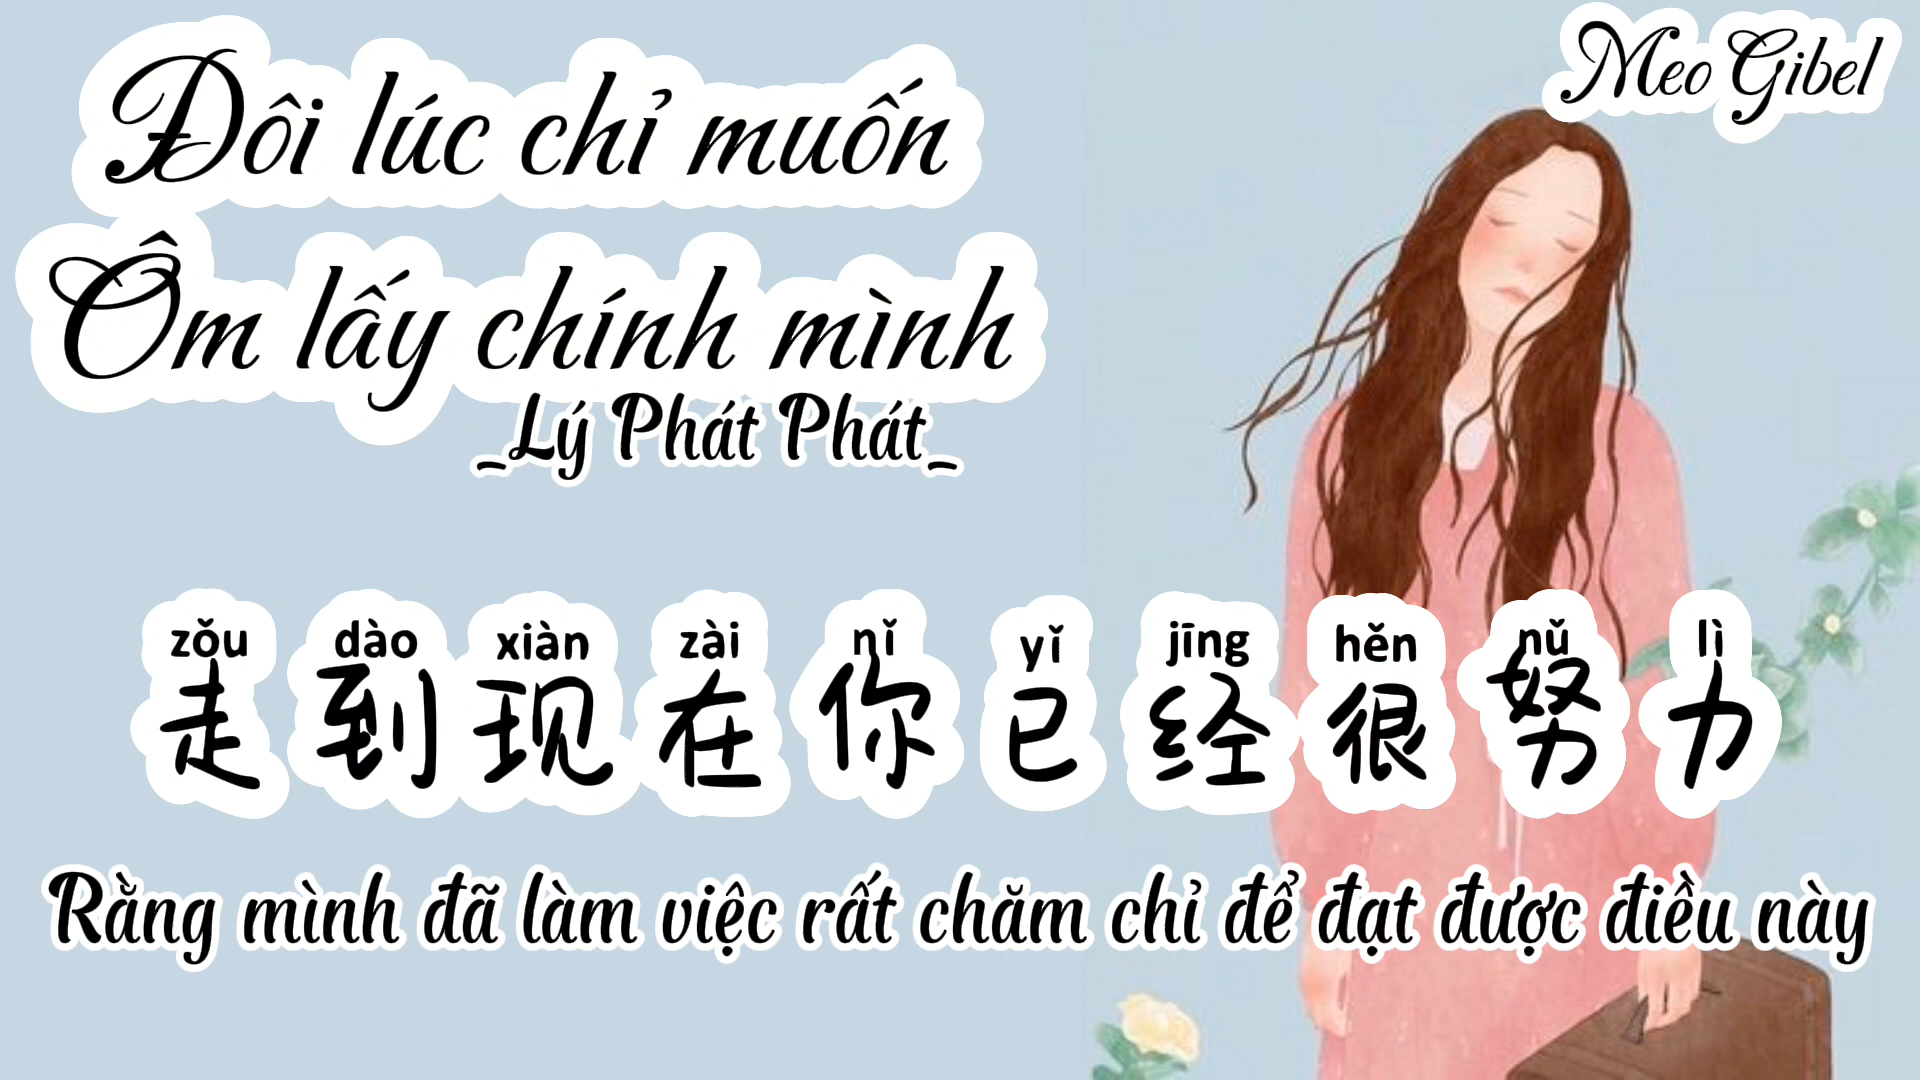 Meo Gibel
Đôi lúc chỉ muốn
Ôm lấy chính mình
_Lý Phát Phát_
zǒu dào xiàn zài nǐ yǐ jīng hěn nǔ lì
走到现在你已经很努力
Rằng mình đã làm việc rất chăm chỉ để đạt được điều này